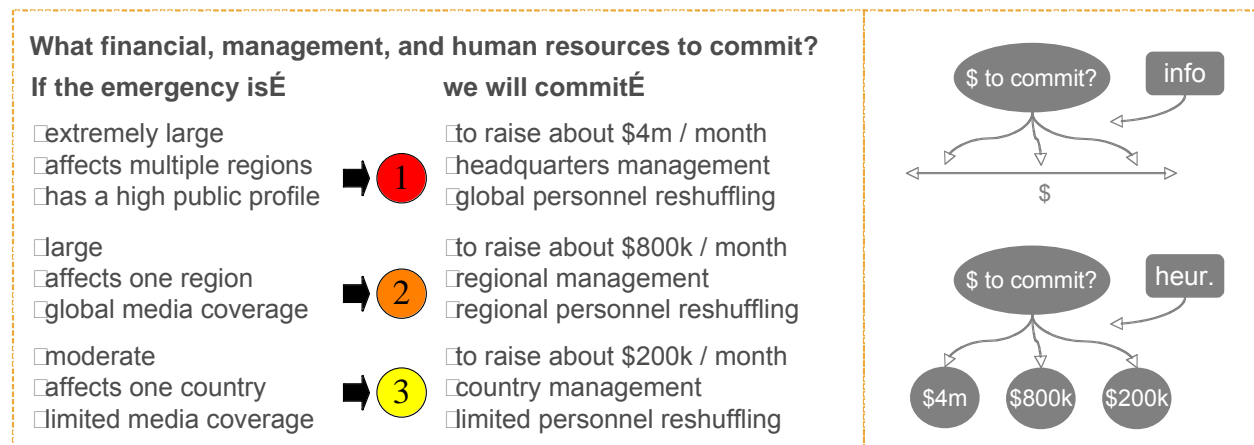 What financial, management, and human resources to commit?
If the emergency isÉ we will commitÉ
□extremely large □to raise about $4m / month
□affects multiple regions 1 □headquarters management
□has a high public profile □global personnel reshuffling
□large □to raise about $800k / month
□affects one region 2 □regional management
□global media coverage □regional personnel reshuffling
□moderate □to raise about $200k / month
□affects one country 3 □country management
□limited media coverage □limited personnel reshuffling
$ to commit? info
$
$ to commit? heur.
$4m $800k $200k